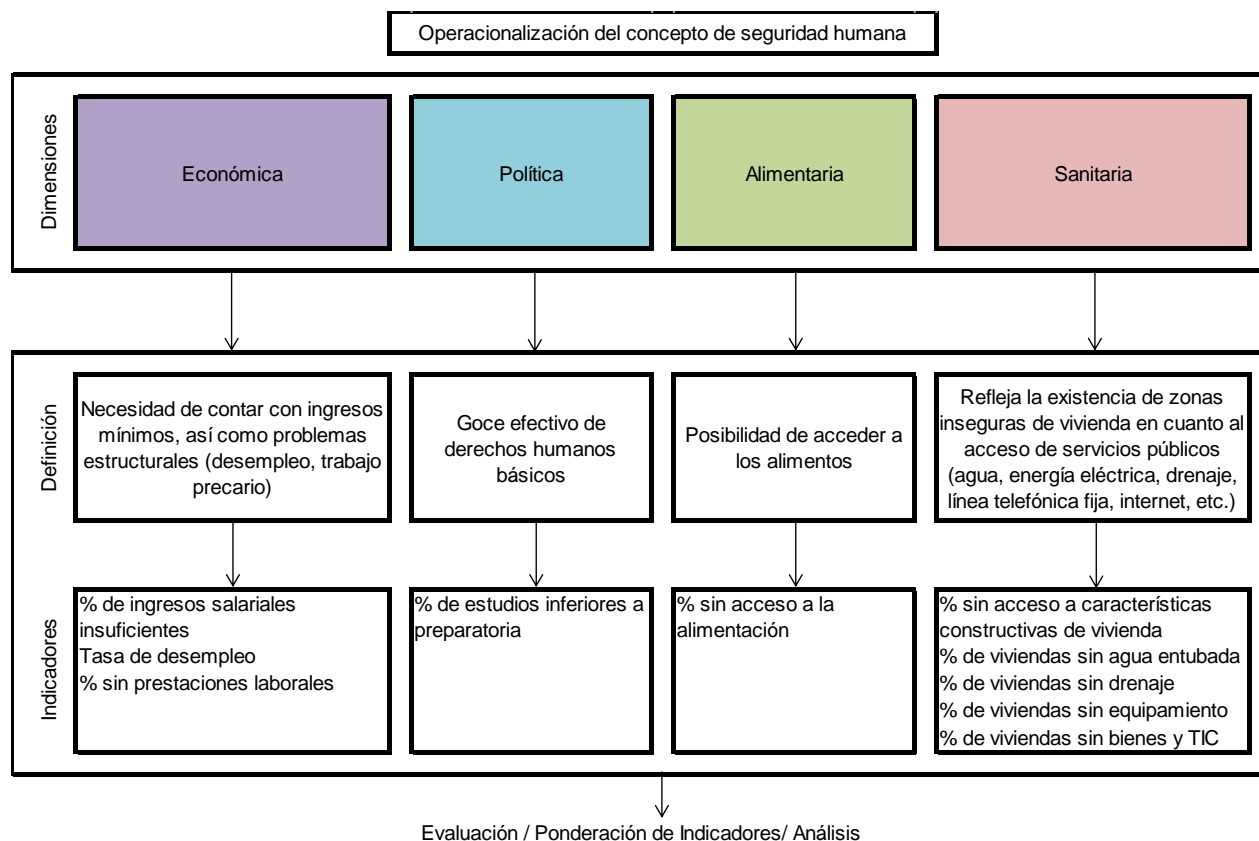 Operacionalización del concepto de seguridad humana
Dimensiones
Económica
Política
Alimentaria
Sanitaria
Definición
Necesidad de contar con ingresos
mínimos, así como problemas
estructurales (desempleo, trabajo
precario)
Goce efectivo de
derechos humanos
básicos
Posibilidad de acceder a
los alimentos
Refleja la existencia de zonas
inseguras de vivienda en cuanto al
acceso de servicios públicos
(agua, energía eléctrica, drenaje,
línea telefónica fija, internet, etc.)
Indicadores
% de ingresos salariales
insuficientes
Tasa de desempleo
% sin prestaciones laborales
% de estudios inferiores a
preparatoria
% sin acceso a la
alimentación
% sin acceso a características
constructivas de vivienda
% de viviendas sin agua entubada
% de viviendas sin drenaje
% de viviendas sin equipamiento
% de viviendas sin bienes y TIC
Evaluación / Ponderación de Indicadores/ Análisis